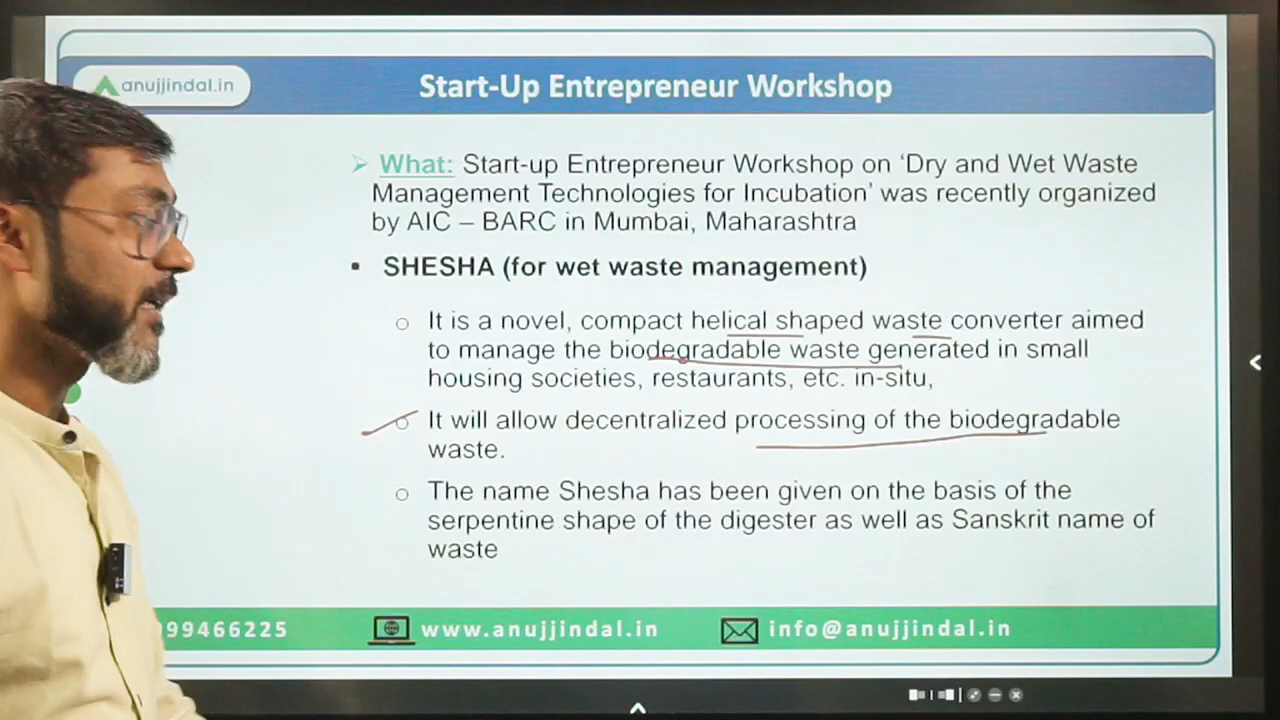 anujjindal.in
Start-Up Entrepreneur Workshop
What: Start-up Entrepreneur Workshop on ‘Dry and Wet Waste
Management Technologies for Incubation’ was recently organized
by AIC – BARC in Mumbai, Maharashtra
SHESHA (for wet waste management)
It is a novel, compact helical shaped waste converter aimed
to manage the biodegradable waste generated in small
housing societies, restaurants, etc. in-situ,
It will allow decentralized processing of the biodegradable
waste.
The name Shesha has been given on the basis of the
serpentine shape of the digester as well as Sanskrit name of
waste
99466225 www.anujjindal.in info@anujjindal.in